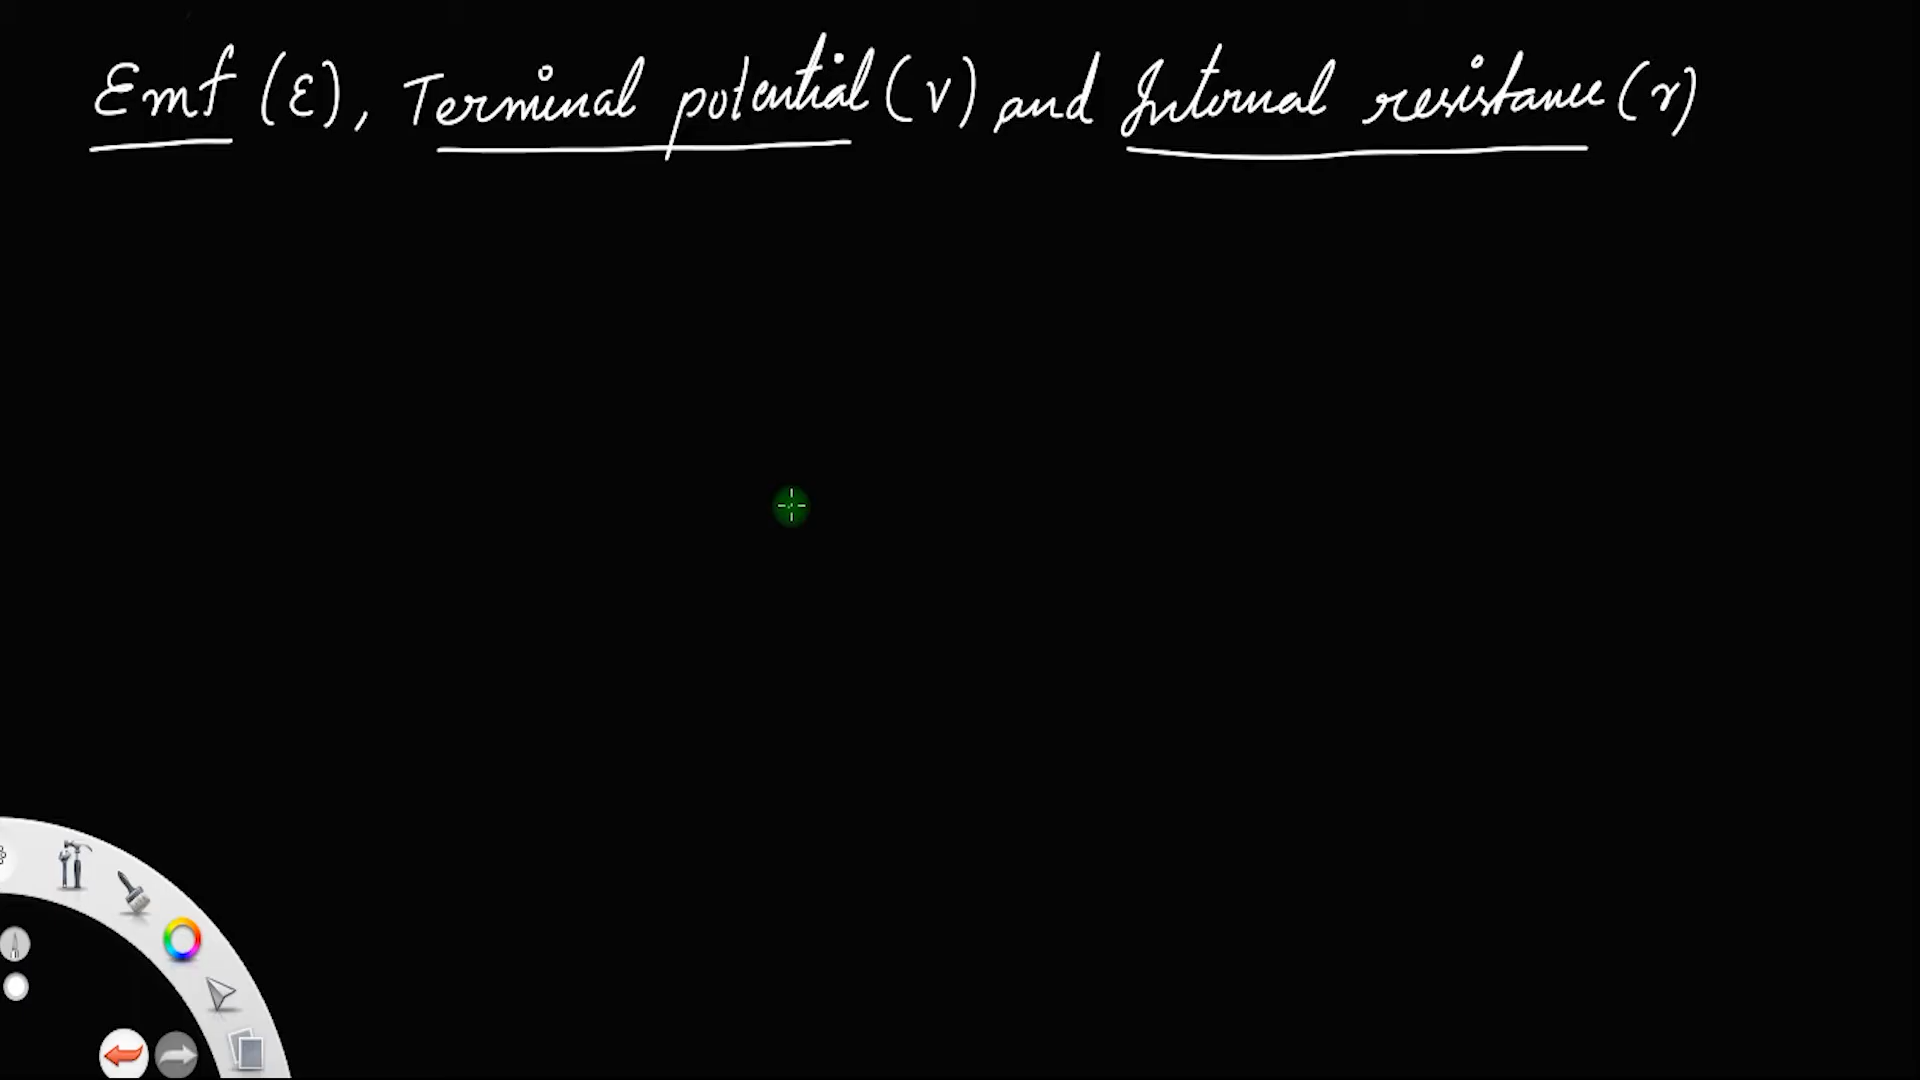 Emf (ε), Terminal potential (V) and Internal resistance (r)